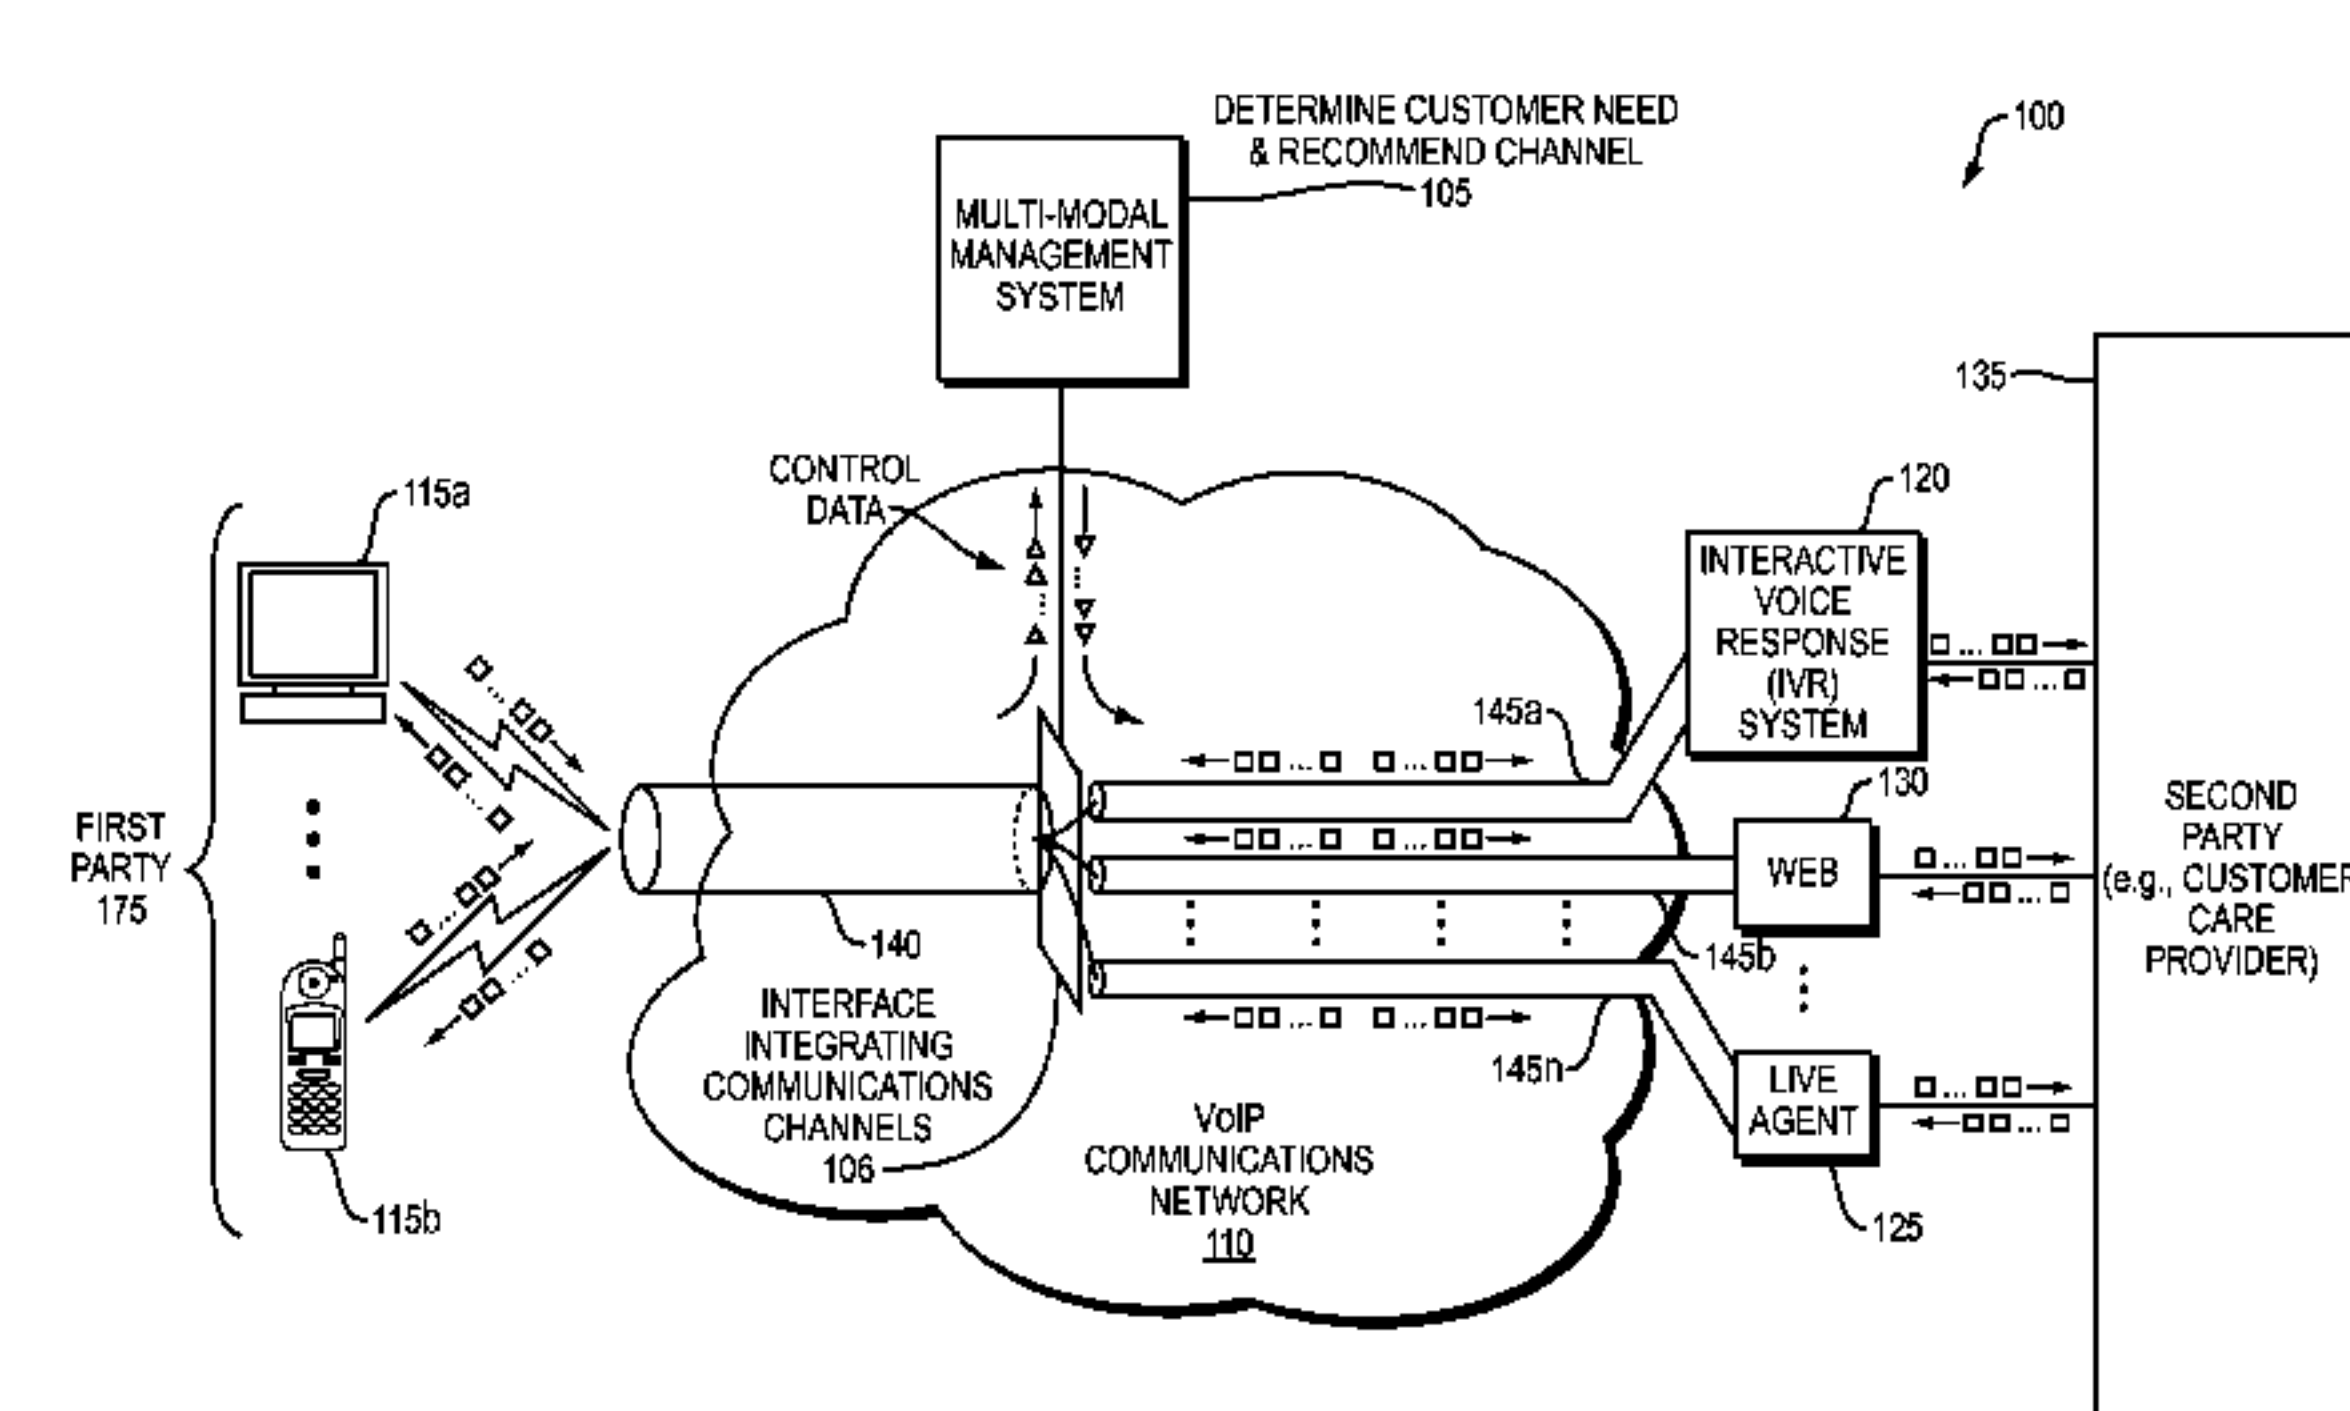 DETERMINE CUSTOMER NEED
& RECOMMEND CHANNEL
105
100
MULTI-MODAL
MANAGEMENT
SYSTEM
135
CONTROL
DATA
115a
120
INTERACTIVE
VOICE
RESPONSE
(IVR)
SYSTEM
145a
130
FIRST
PARTY
175
WEB
SECOND
PARTY
(e.g., CUSTOMER
CARE
PROVIDER)
140
145b
INTERFACE
INTEGRATING
COMMUNICATIONS
CHANNELS
106
145n
LIVE
AGENT
VoIP
COMMUNICATIONS
NETWORK
110
115b
125